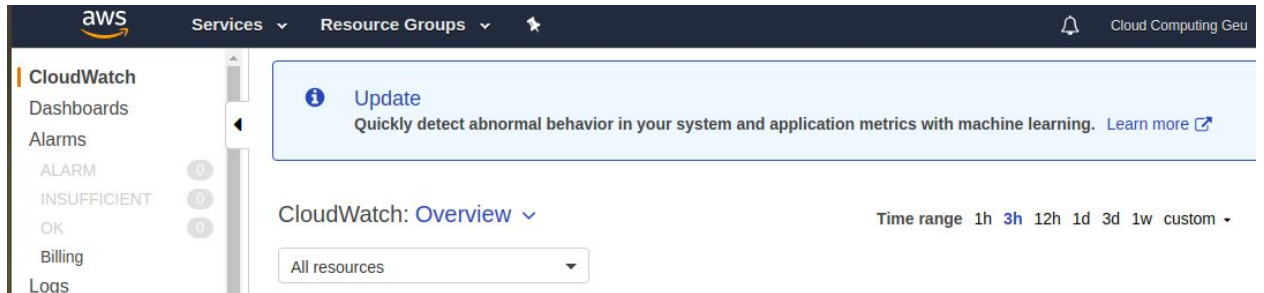 aws Services Resource Groups Cloud Computing Geu
CloudWatch
Dashboards
Alarms
ALARM 0
INSUFFICIENT 0
OK 0
Billing
Logs
Update
Quickly detect abnormal behavior in your system and application metrics with machine learning. Learn more
CloudWatch: Overview
Time range 1h 3h 12h 1d 3d 1w custom
All resources